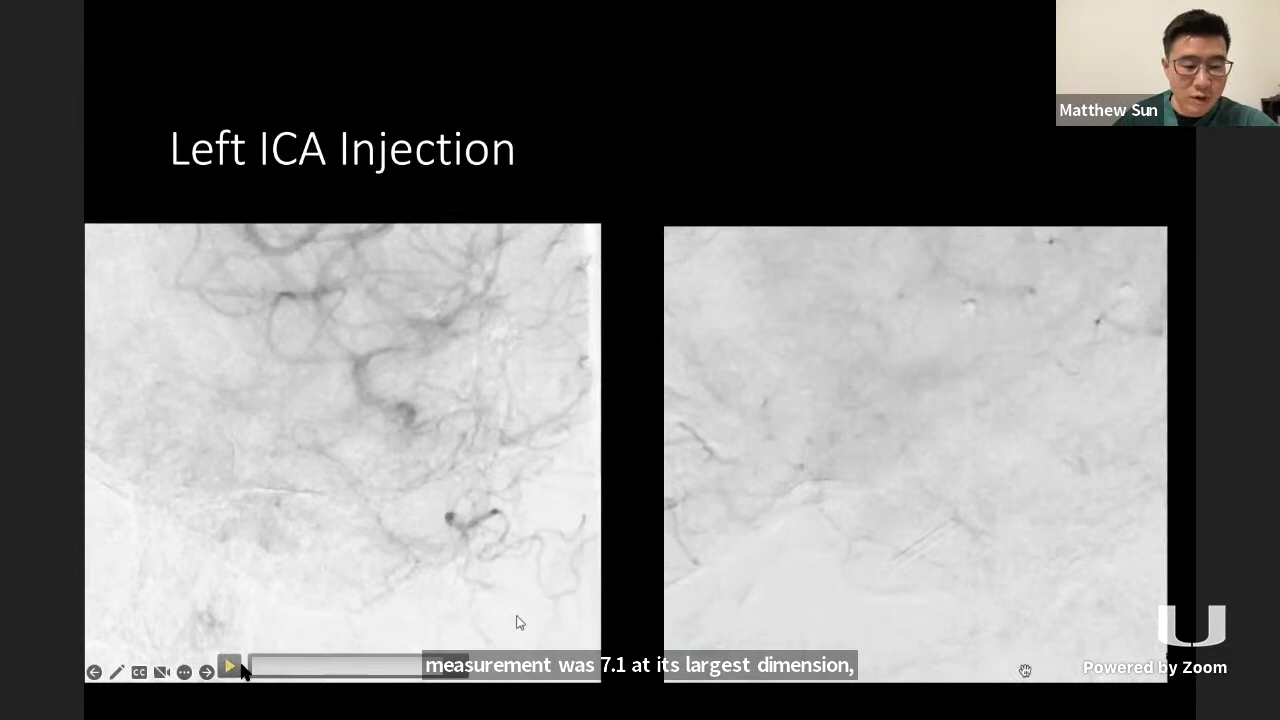 Matthew Sun
Left ICA Injection
measurement was 7.1 at its largest dimension,
Powered by Zoom